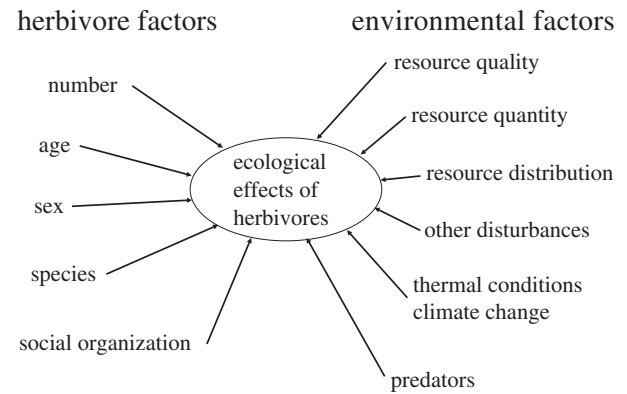 herbivore factors
environmental factors
number
age
sex
species
social organization
ecological
effects of
herbivores
resource quality
resource quantity
resource distribution
other disturbances
thermal conditions
climate change
predators